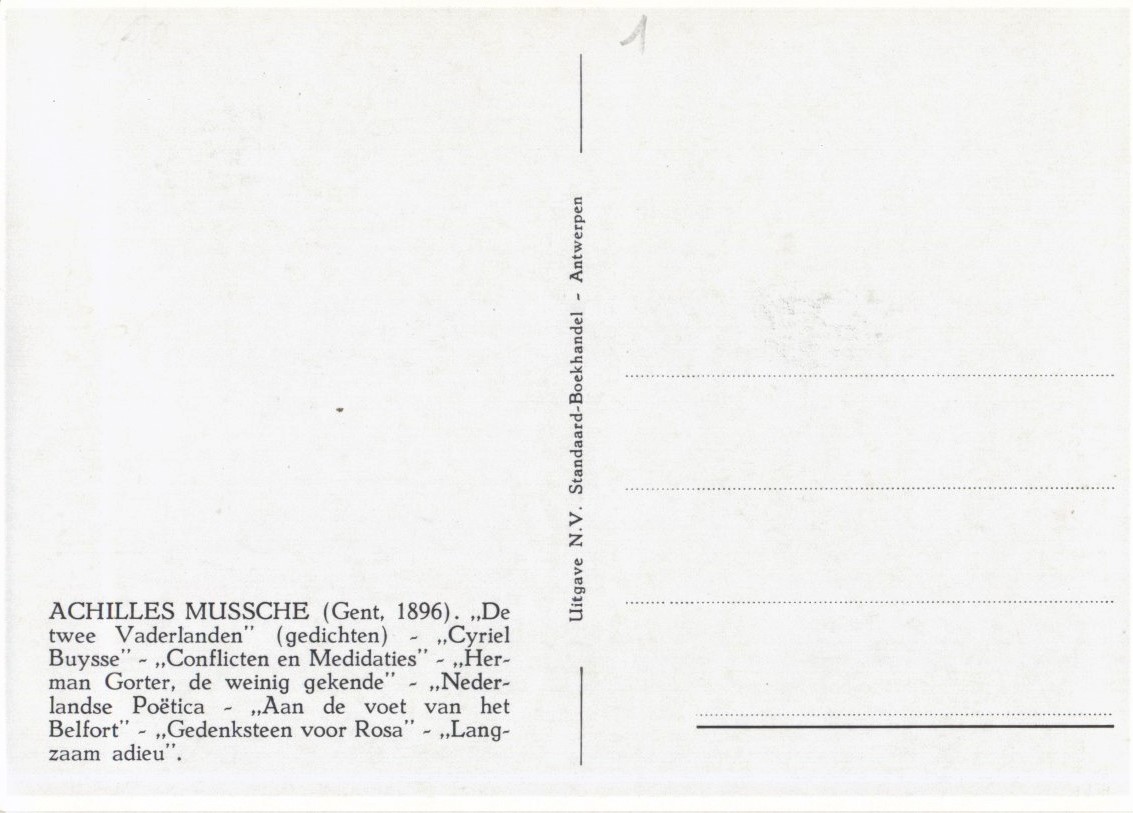 1
Uitgave N.V. Standaard-Boekhandel - Antwerpen
ACHILLES MUSSCHE (Gent, 1896). „De
twee Vaderlanden" (gedichten) - „Cyriel
Buysse" - „Conflicten en Medidaties" - „Her-
man Gorter, de weinig gekende" - „Neder-
landse Poëtica - „Aan de voet van het
Belfort" - „Gedenksteen voor Rosa" - „Lang-
zaam adieu".